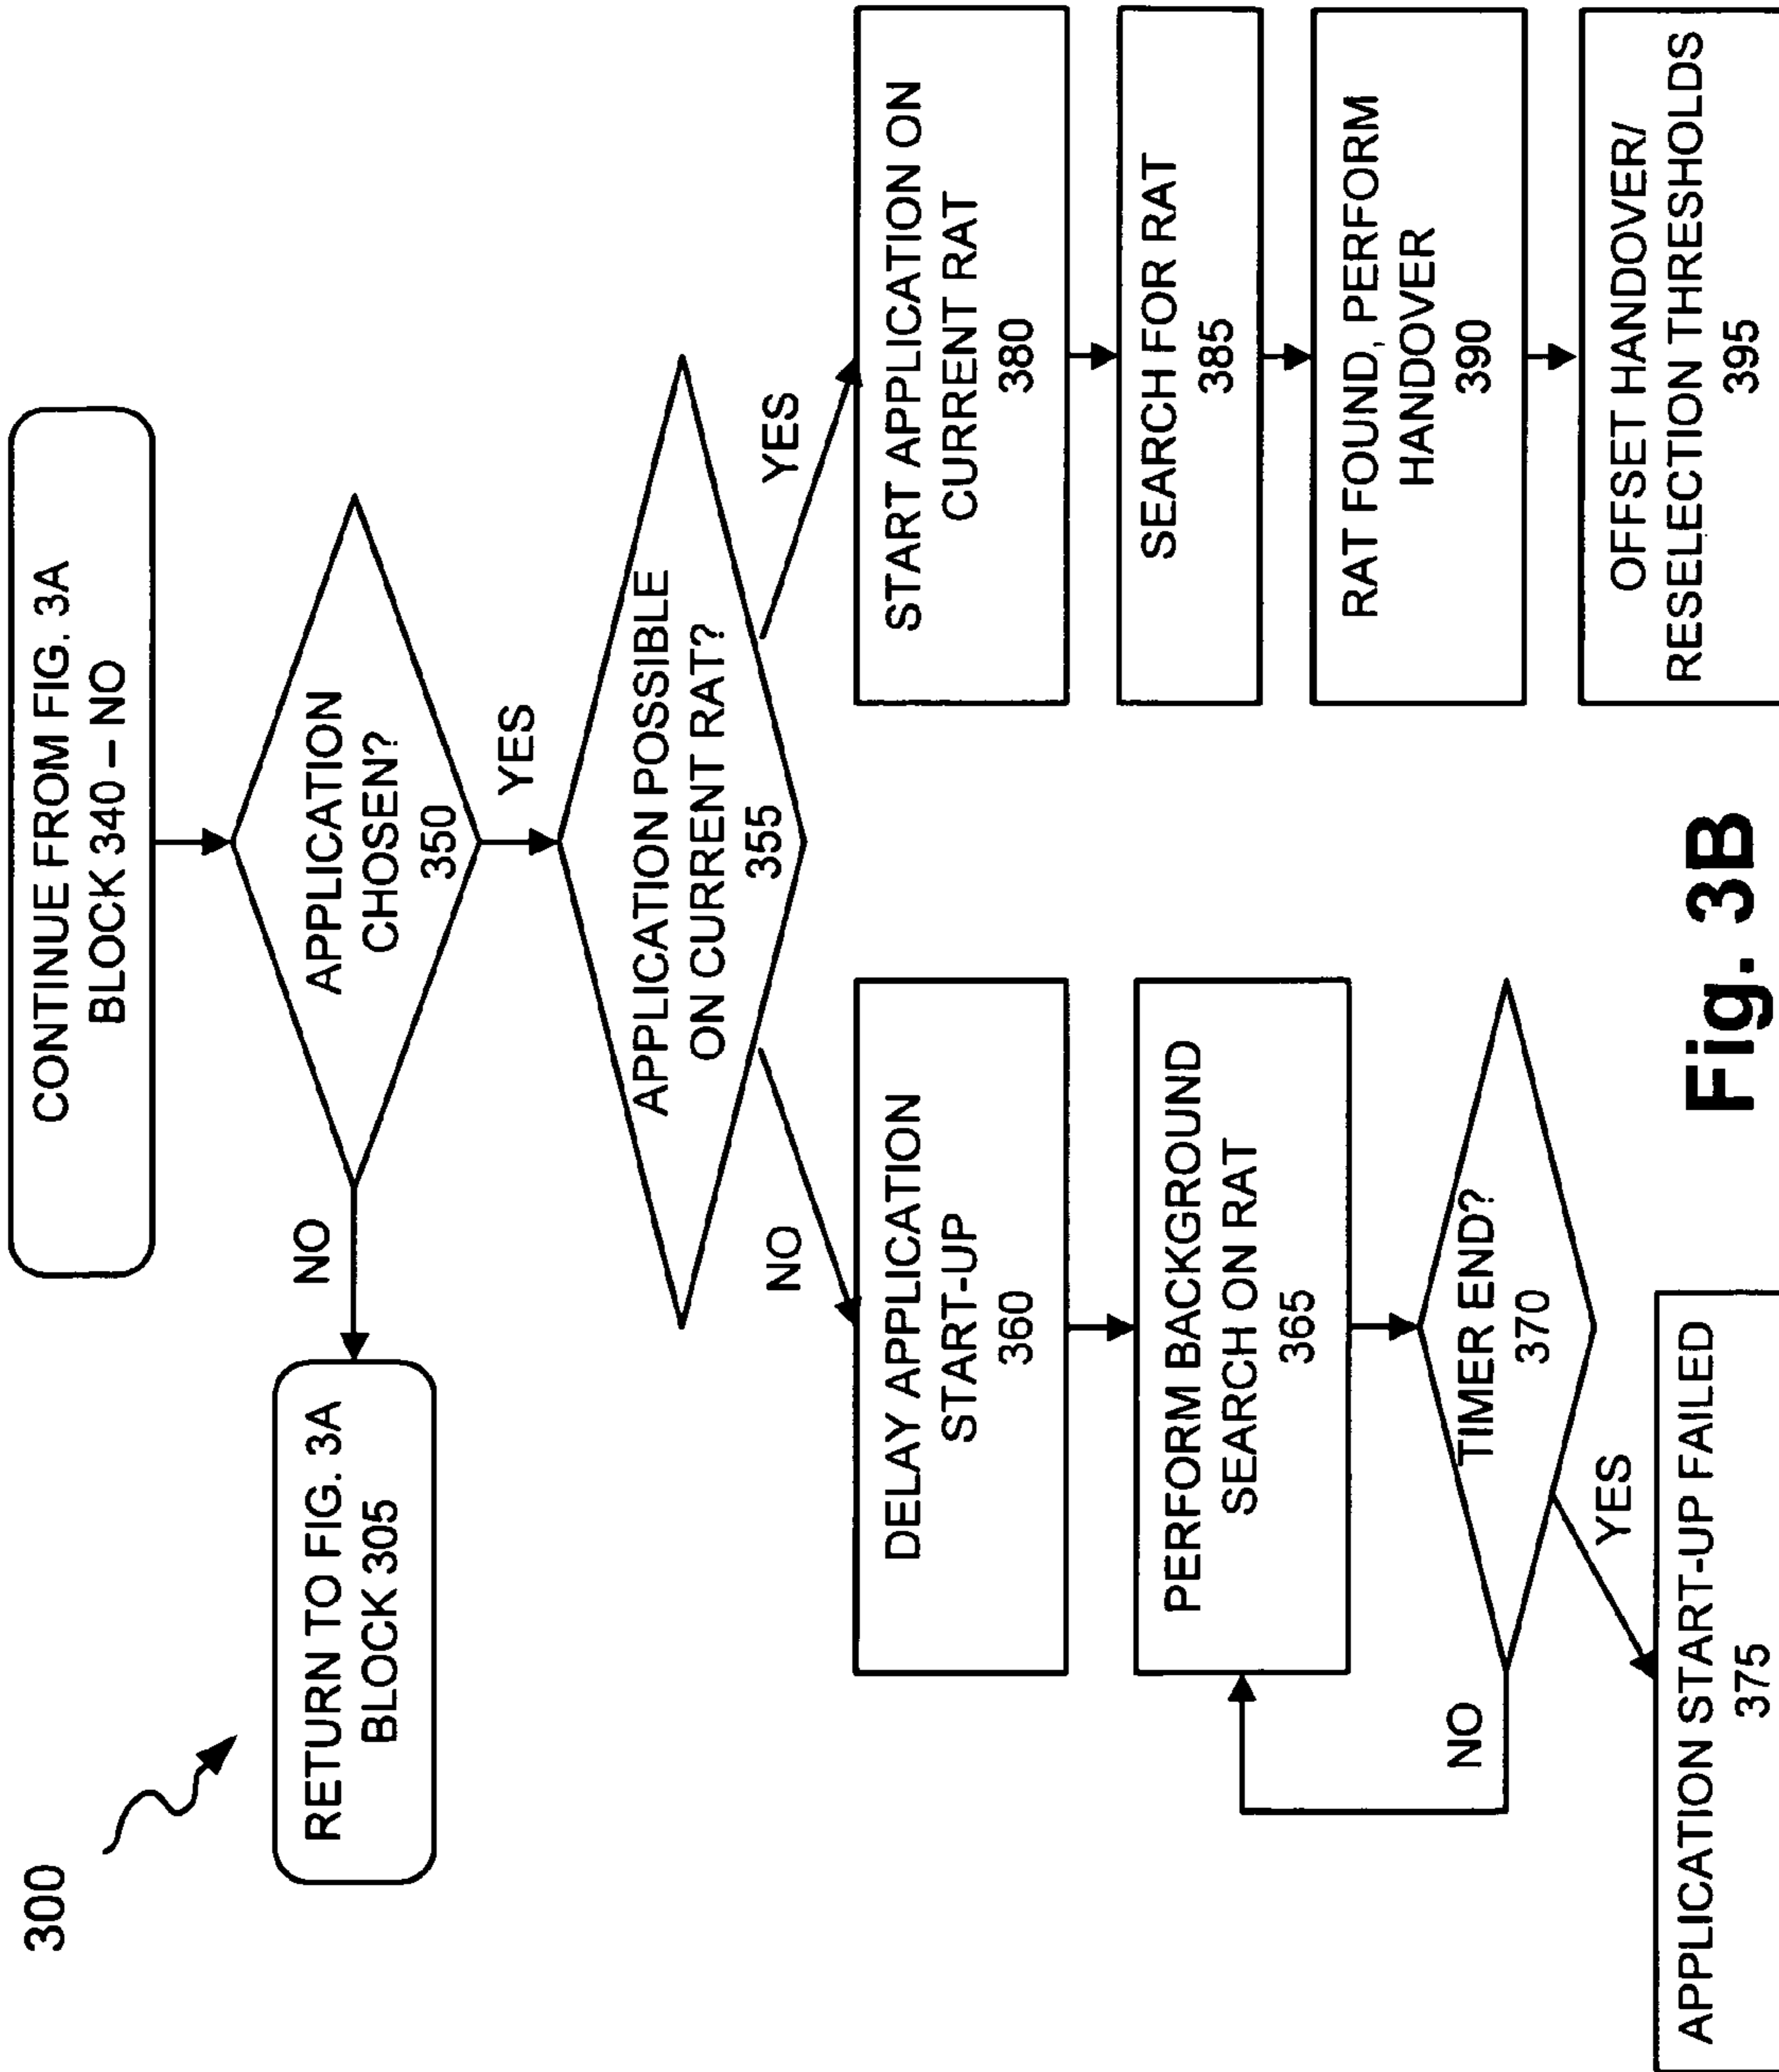 300
CONTINUE FROM FIG. 3A
BLOCK 340 – NO
RETURN TO FIG. 3A
BLOCK 305
NO
APPLICATION
CHOSEN?
350
YES
APPLICATION POSSIBLE
ON CURRENT RAT?
355
NO
YES
DELAY APPLICATION
START-UP
360
PERFORM BACKGROUND
SEARCH ON RAT
365
TIMER END?
370
NO
YES
APPLICATION START-UP FAILED
375
START APPLICATION ON
CURRENT RAT
380
SEARCH FOR RAT
385
RAT FOUND, PERFORM
HANDOVER
390
OFFSET HANDOVER/
RESELECTION THRESHOLDS
395
Fig. 3B